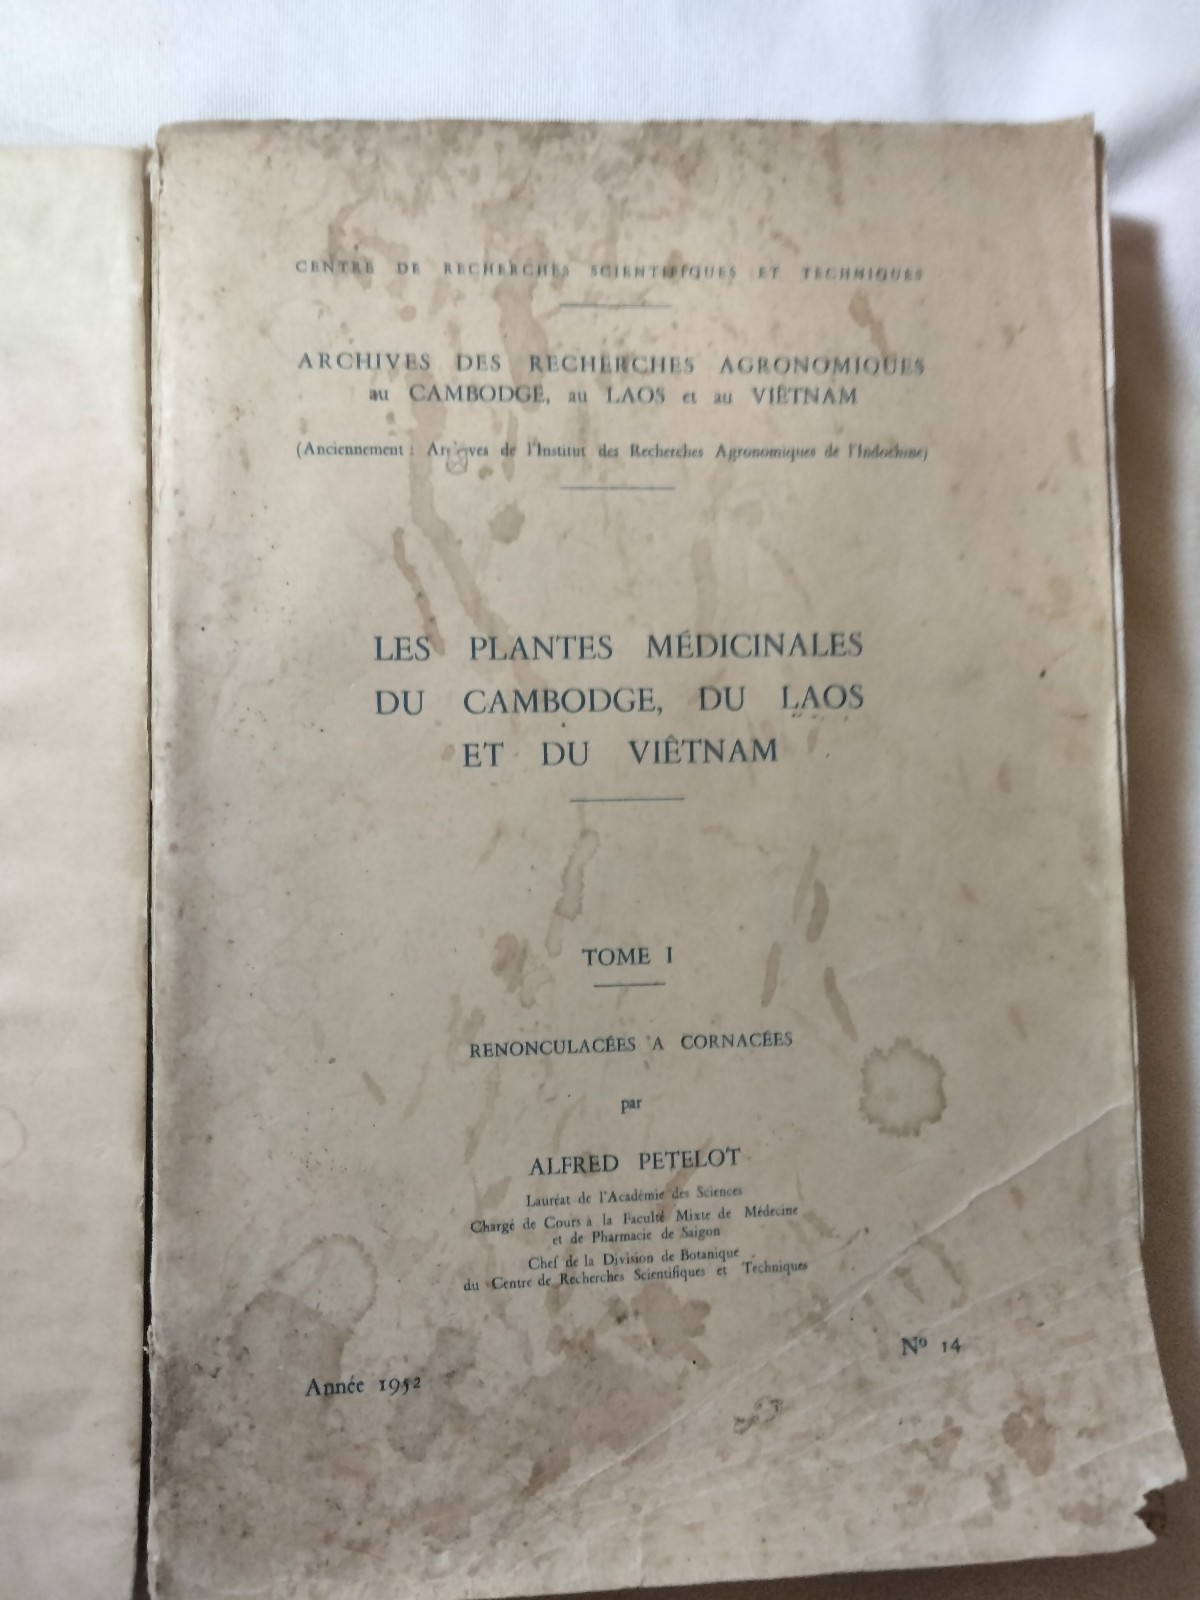 CENTRE DE RECHERCHES SCIENTIFIQUES ET TECHNIQUES
ARCHIVES DES RECHERCHES AGRONOMIQUES
au CAMBODGE, au LAOS et au VIÊTNAM
(Anciennement : Archives de l'Institut des Recherches Agronomiques de l'Indochine)
LES PLANTES MÉDICINALES
DU CAMBODGE, DU LAOS
ET DU VIÊTNAM
TOME I
RENONCULACÉES A CORNACÉES
par
ALFRED PETELOT
Lauréat de l'Académie des Sciences
Chargé de Cours à la Faculté Mixte de Médecine
et de Pharmacie de Saigon
Chef de la Division de Botanique
du Centre de Recherches Scientifiques et Techniques
Nº 14
Année 1952